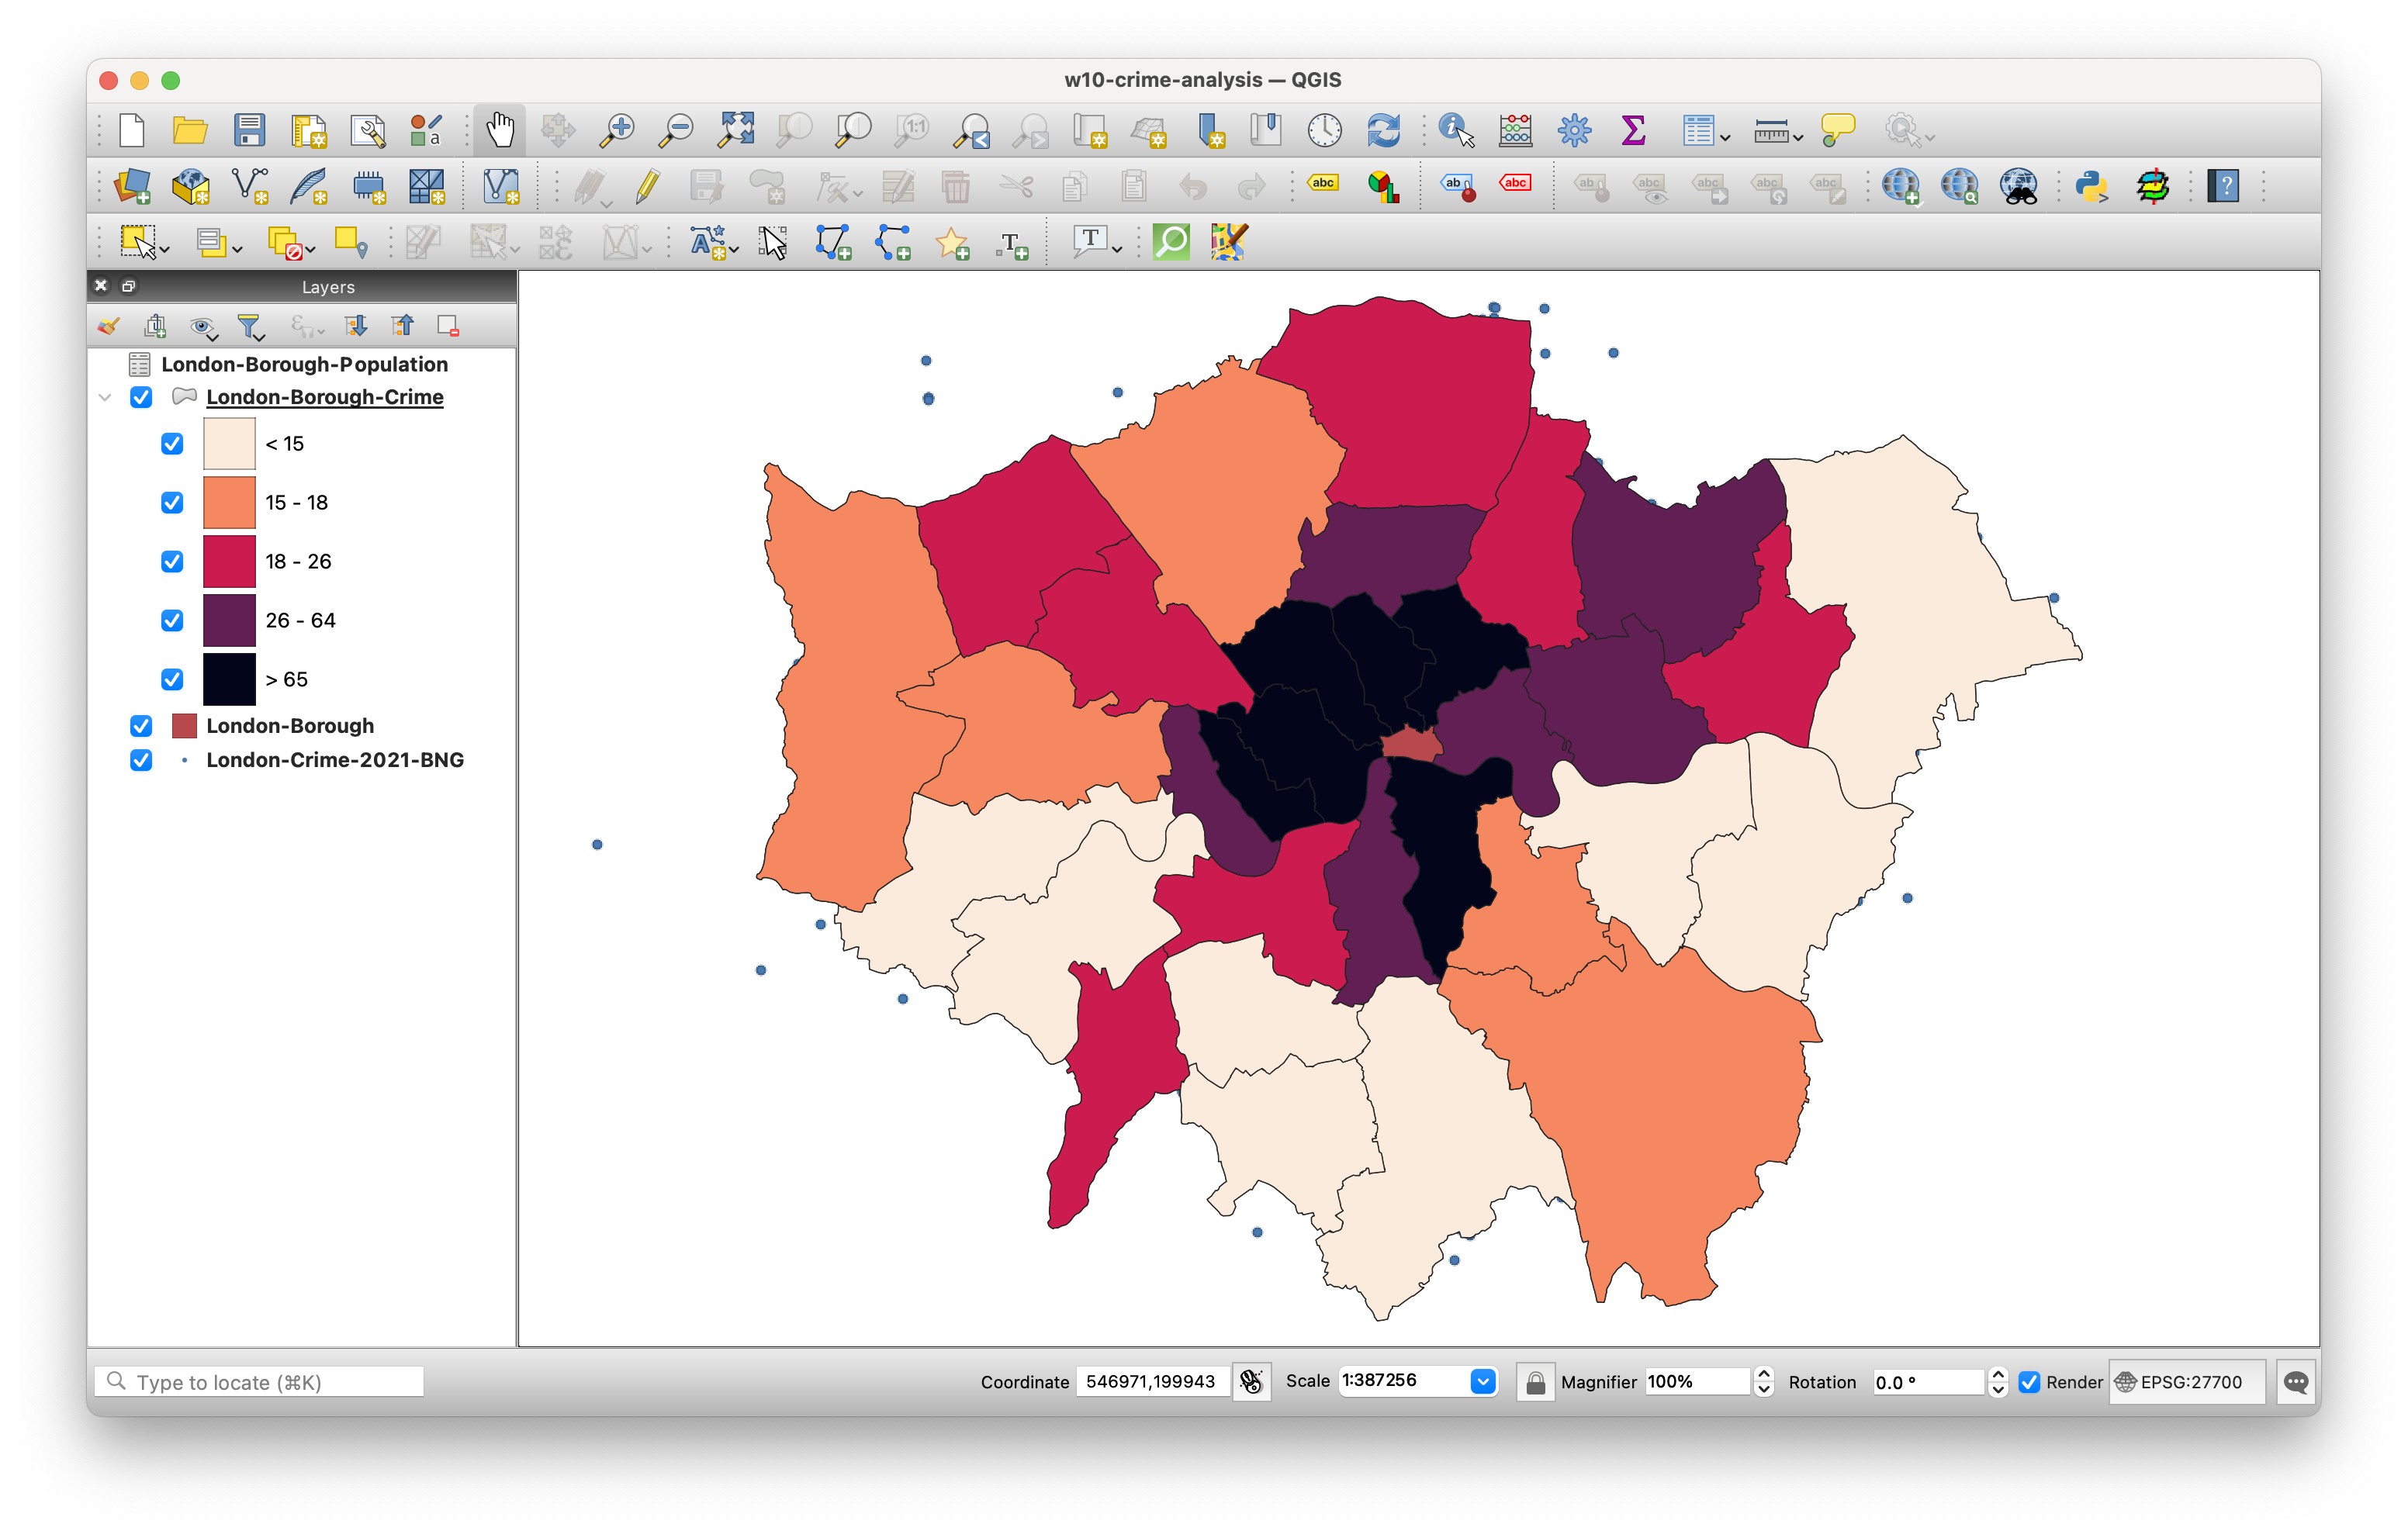 w10-crime-analysis — QGIS
Layers
London-Borough-Population
London-Borough-Crime
< 15
15 - 18
18 - 26
26 - 64
> 65
London-Borough
London-Crime-2021-BNG
Type to locate (⌘K)
Coordinate 546971,199943 Scale 1:387256 Magnifier 100% Rotation 0.0 ° Render EPSG:27700